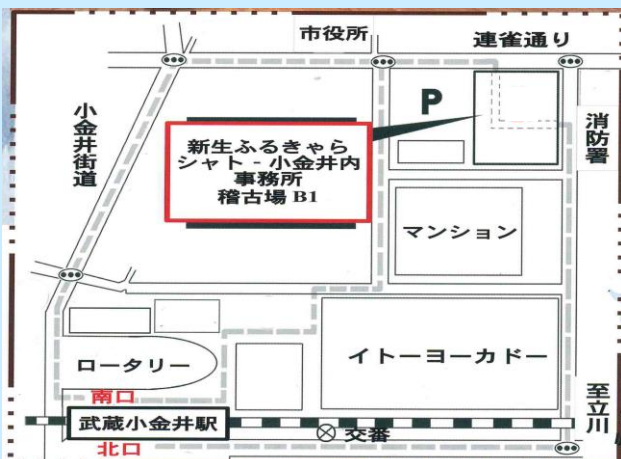 市役所
連雀通り
小金井街道
P
消防署
新生ふるきゃら
シャト - 小金井内
事務所
稽古場 B1
マンション
イトーヨーカドー
ロータリー
南口
武蔵小金井駅
北口
交番
至立川